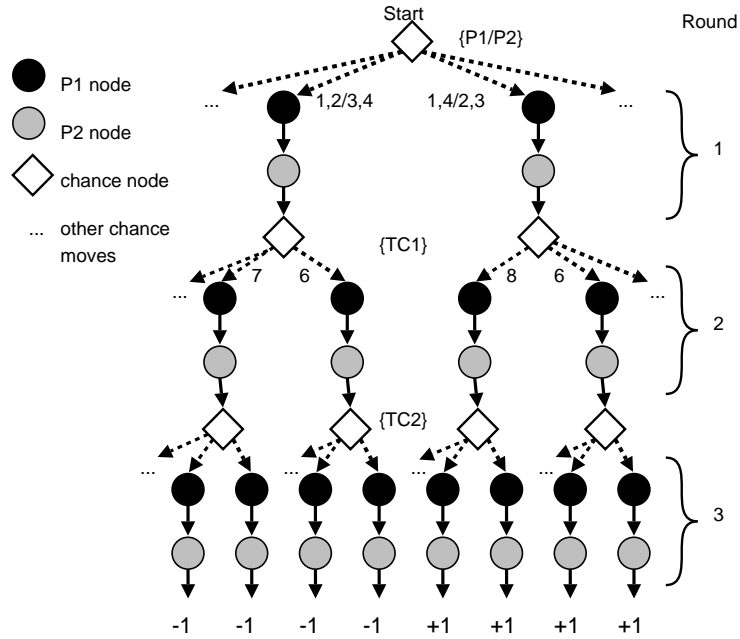 Start
{P1/P2}
Round
P1 node
P2 node
chance node
... other chance
moves
...
1,2/3,4
1,4/2,3
...
1
{TC1}
...
7
6
8
6
...
2
{TC2}
...
...
...
...
3
-1
-1
-1
-1
+1
+1
+1
+1